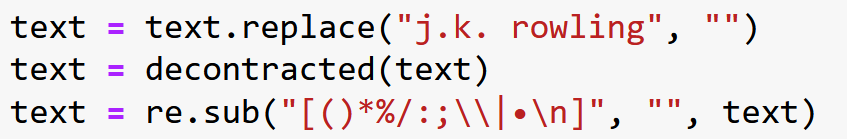 text = text.replace("j.k. rowling", "")
text = decontracted(text)
text = re.sub("[()*%/:;\\|•\n]", "", text)